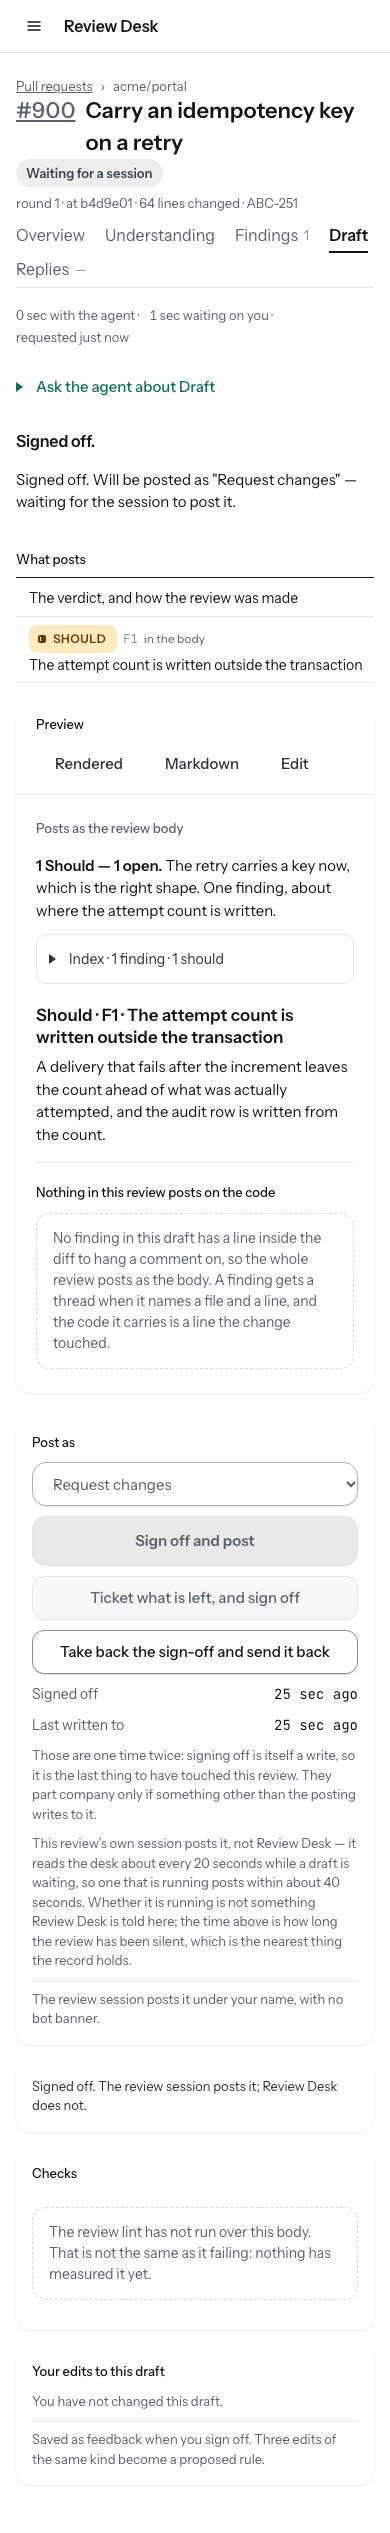 Review Desk
Pull requests › acme/portal
#900 Carry an idempotency key
on a retry
Waiting for a session
round 1 · at b4d9e01 · 64 lines changed · ABC-251
Overview Understanding Findings 1 Draft
Replies —
0 sec with the agent · 1 sec waiting on you ·
requested just now
Ask the agent about Draft
Signed off.
Signed off. Will be posted as "Request changes" —
waiting for the session to post it.
What posts
The verdict, and how the review was made
SHOULD F1 in the body
The attempt count is written outside the transaction
Preview
Rendered Markdown Edit
Posts as the review body
1 Should — 1 open. The retry carries a key now,
which is the right shape. One finding, about
where the attempt count is written.
Index · 1 finding · 1 should
Should · F1 · The attempt count is
written outside the transaction
A delivery that fails after the increment leaves
the count ahead of what was actually
attempted, and the audit row is written from
the count.
Nothing in this review posts on the code
No finding in this draft has a line inside the
diff to hang a comment on, so the whole
review posts as the body. A finding gets a
thread when it names a file and a line, and
the code it carries is a line the change
touched.
Post as
Request changes
Sign off and post
Ticket what is left, and sign off
Take back the sign-off and send it back
Signed off 25 sec ago
Last written to 25 sec ago
Those are one time twice: signing off is itself a write, so
it is the last thing to have touched this review. They
part company only if something other than the posting
writes to it.
This review's own session posts it, not Review Desk — it
reads the desk about every 20 seconds while a draft is
waiting, so one that is running posts within about 40
seconds. Whether it is running is not something
Review Desk is told here; the time above is how long
the review has been silent, which is the nearest thing
the record holds.
The review session posts it under your name, with no
bot banner.
Signed off. The review session posts it; Review Desk
does not.
Checks
The review lint has not run over this body.
That is not the same as it failing: nothing has
measured it yet.
Your edits to this draft
You have not changed this draft.
Saved as feedback when you sign off. Three edits of
the same kind become a proposed rule.